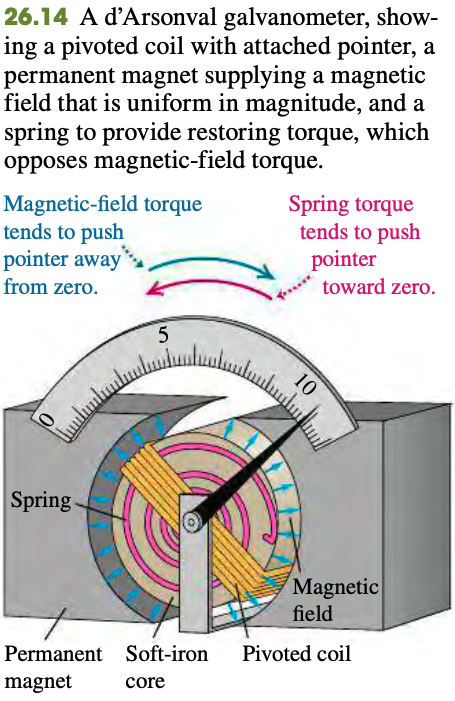 26.14 A d’Arsonval galvanometer, show-
ing a pivoted coil with attached pointer, a
permanent magnet supplying a magnetic
field that is uniform in magnitude, and a
spring to provide restoring torque, which
opposes magnetic-field torque.
Magnetic-field torque
tends to push
pointer away
from zero.
Spring torque
tends to push
pointer
toward zero.
0
5
10
Spring
Magnetic
field
Permanent
magnet
Soft-iron
core
Pivoted coil